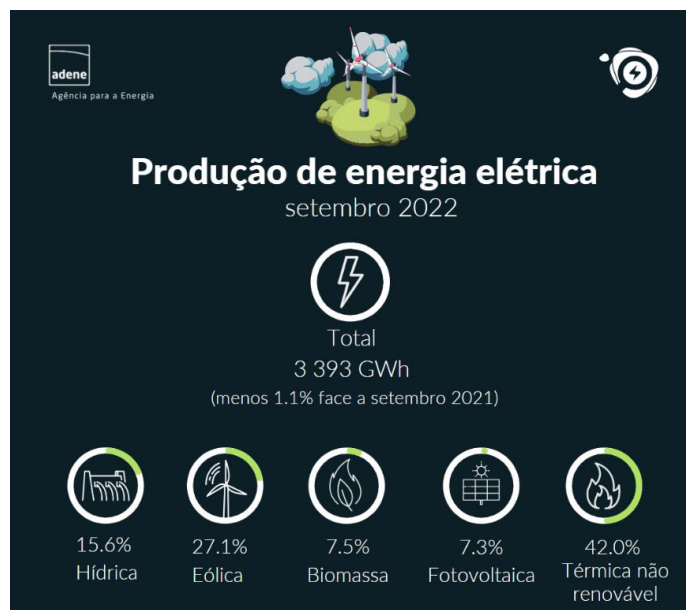 adene
Agência para a Energia
Produção de energia elétrica
setembro 2022
Total
3 393 GWh
(menos 1.1% face a setembro 2021)
15.6%
Hídrica
27.1%
Eólica
7.5%
Biomassa
7.3%
Fotovoltaica
42.0%
Térmica não
renovável